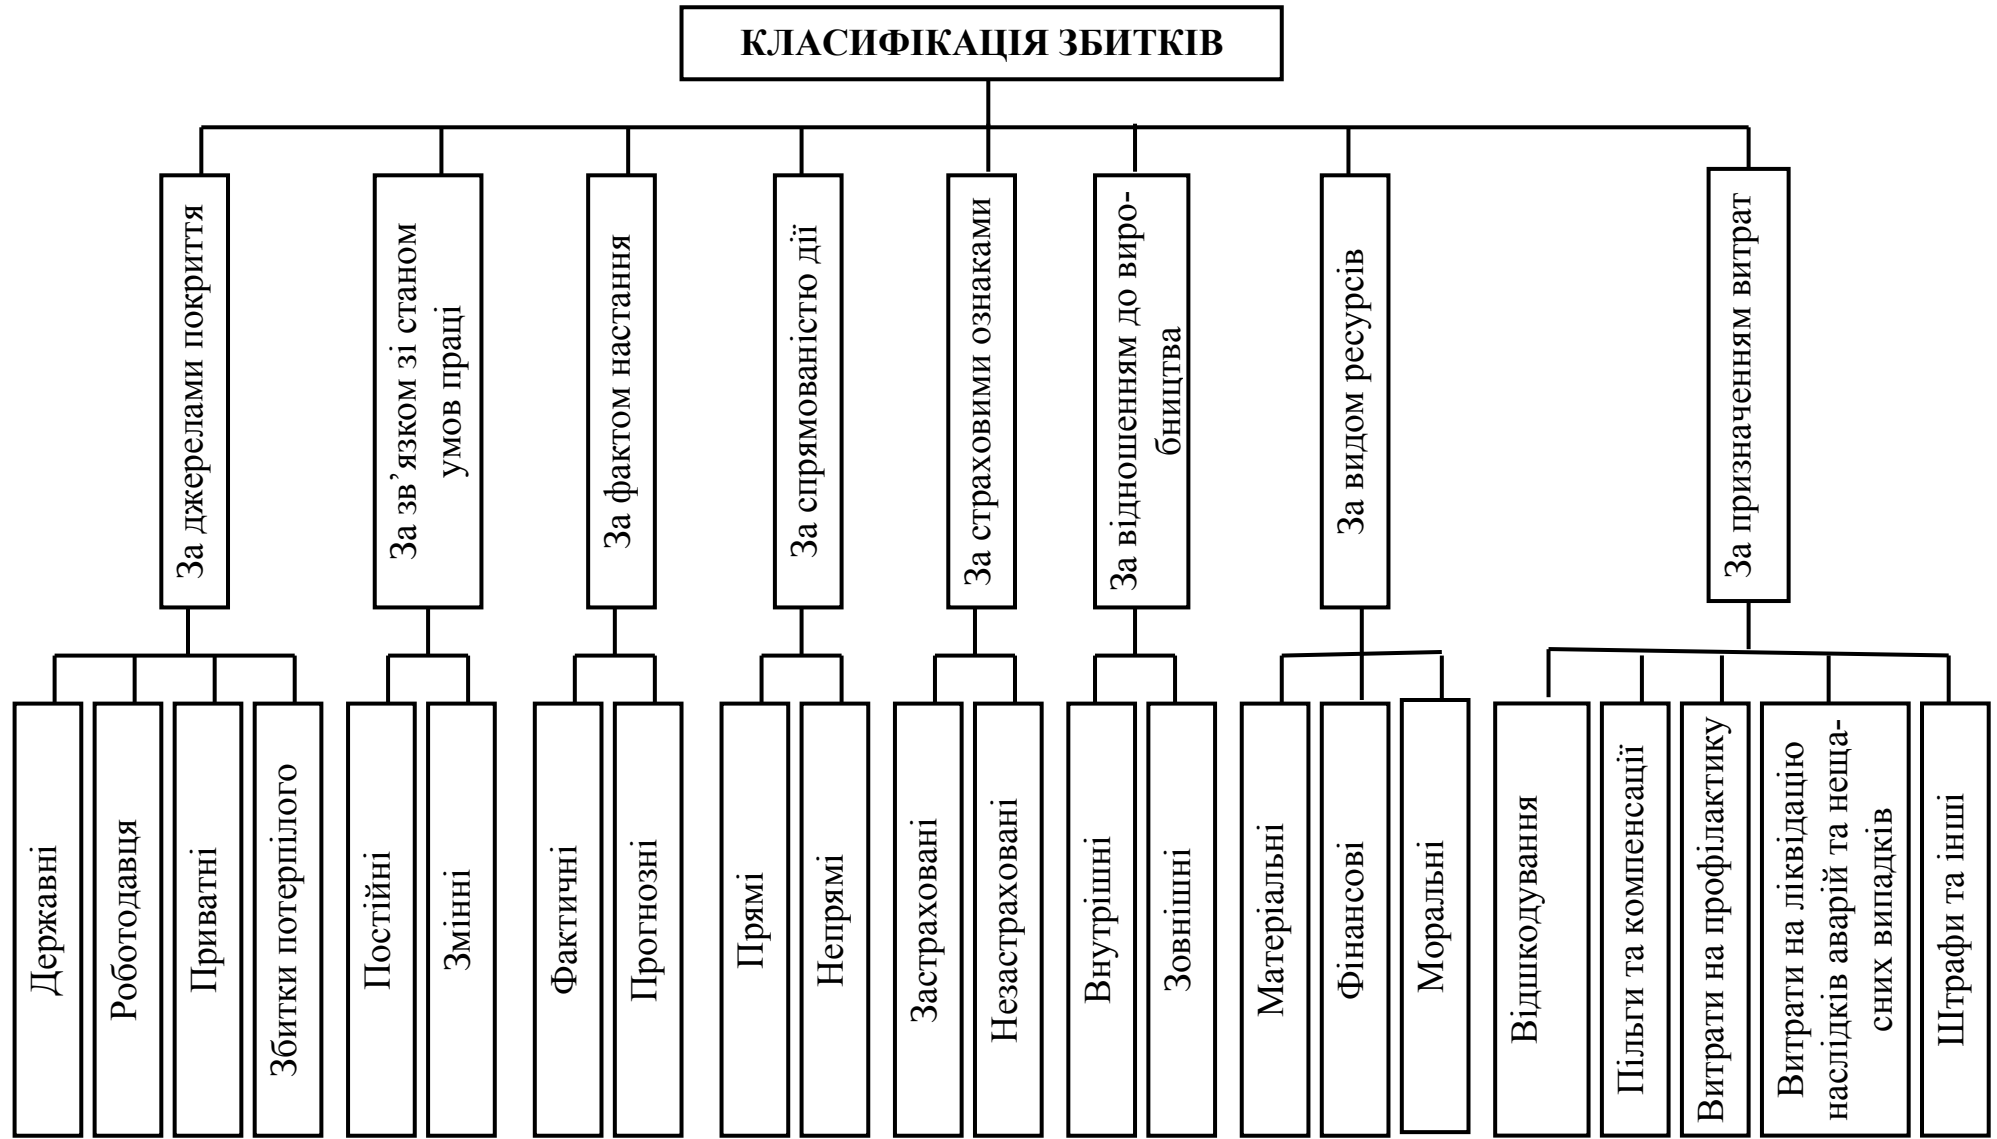 КЛАСИФІКАЦІЯ ЗБИТКІВ
За джерелами покриття
За зв’язком зі станом
умов праці
За фактом настання
За спрямованістю дії
За страховими ознаками
За відношенням до виро-
бництва
За видом ресурсів
За призначенням витрат
Державні
Роботодавця
Приватні
Збитки потерпілого
Постійні
Змінні
Фактичні
Прогнозні
Прямі
Непрямі
Застраховані
Незастраховані
Внутрішні
Зовнішні
Матеріальні
Фінансові
Моральні
Відшкодування
Пільги та компенсації
Витрати на профілактику
Витрати на ліквідацію
наслідків аварій та неща-
сних випадків
Штрафи та інші